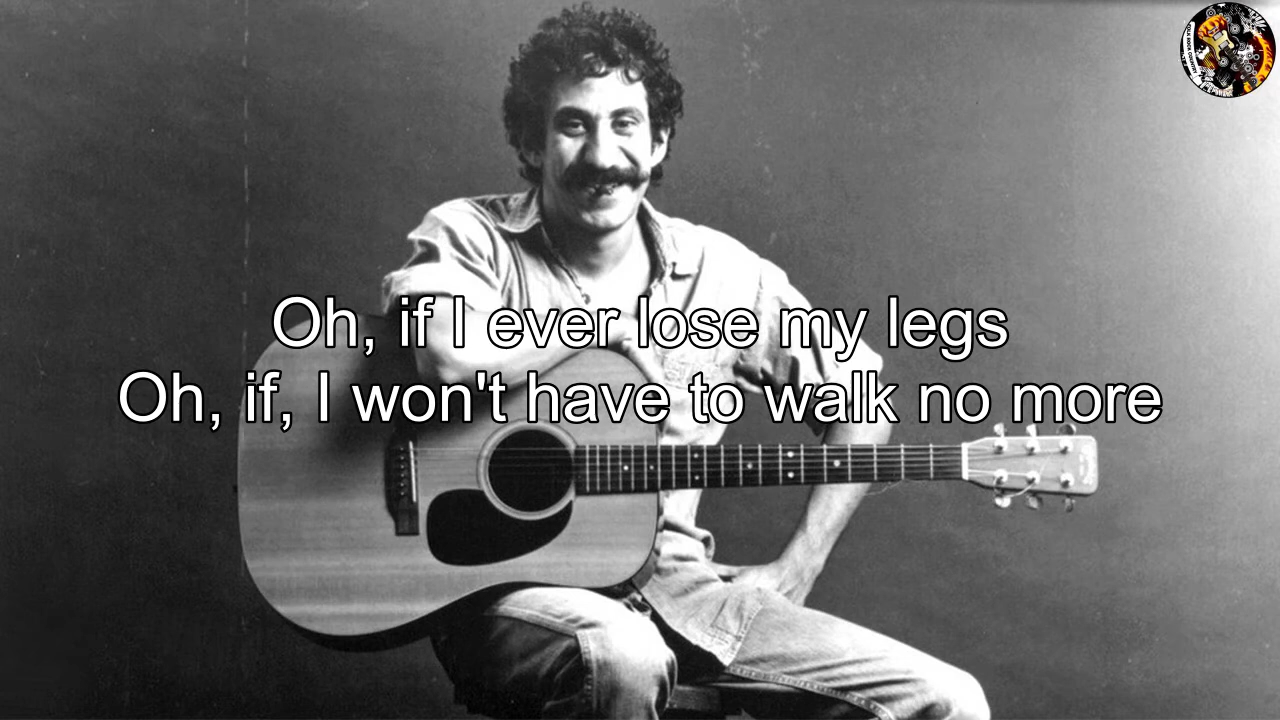 Oh, if I ever lose my legs
Oh, if, I won't have to walk no more